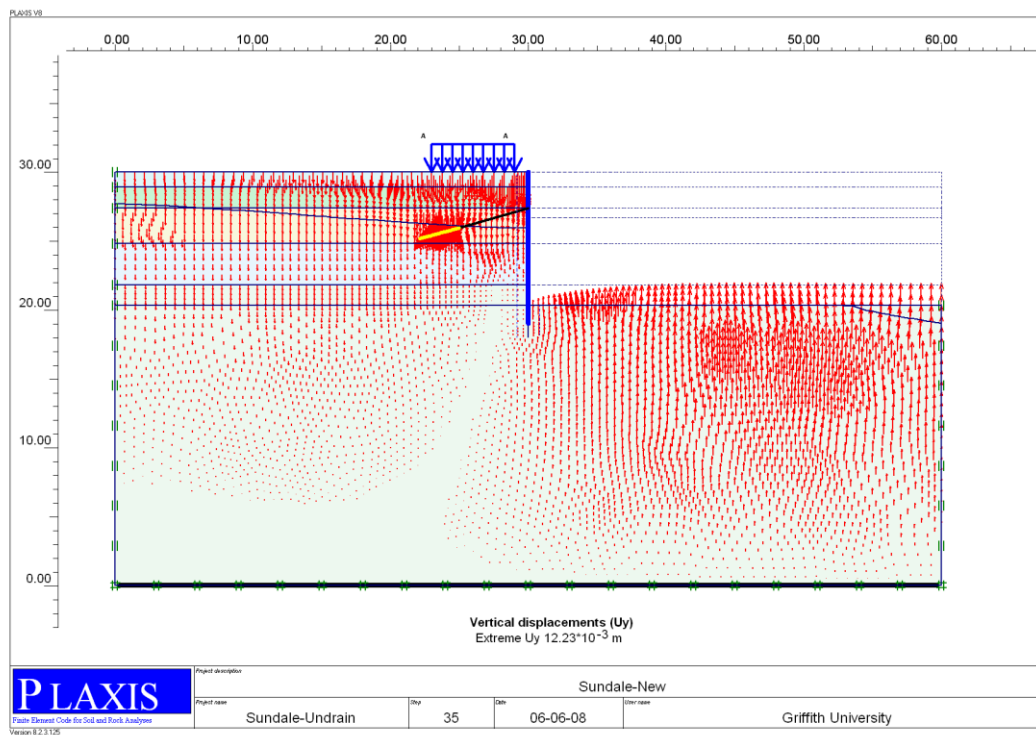 PLAXIS V8
0.00 10.00 20.00 30.00 40.00 50.00 60.00
A A
30.00
20.00
10.00
0.00
Vertical displacements (Uy)
Extreme Uy 12.23*10-3 m
Project description
Sundale-New
PLAXIS
Finite Element Code for Soil and Rock Analyses
Project name Step Date User name
Sundale-Undrain 35 06-06-08 Griffith University
Version 8.2.3.125